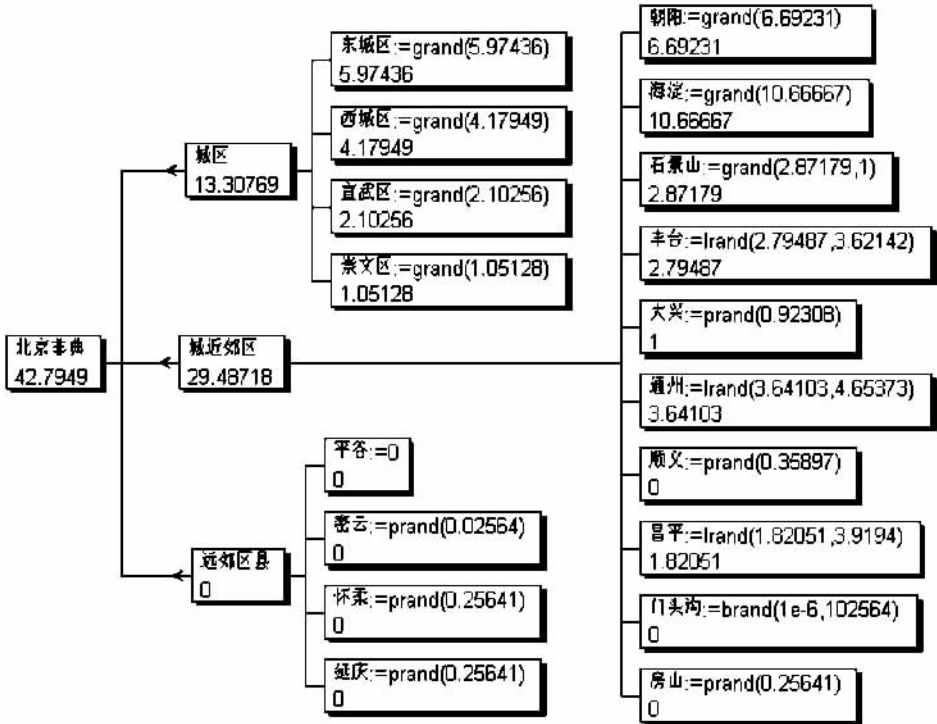 北京非典
42.7949
城区
13.30769
东城区:=grand(5.97436)
5.97436
西城区:=grand(4.17949)
4.17949
宣武区:=grand(2.10256)
2.10256
崇文区:=grand(1.05128)
1.05128
城近郊区
29.48718
朝阳:=grand(6.69231)
6.69231
海淀:=grand(10.66667)
10.66667
石景山:=grand(2.87179,1)
2.87179
丰台:=lrand(2.79487,3.62142)
2.79487
大兴:=prand(0.92308)
1
通州:=lrand(3.64103,4.65373)
3.64103
顺义:=prand(0.35897)
0
昌平:=lrand(1.82051,3.9194)
1.82051
门头沟:=brand(1e-6,102564)
0
房山:=prand(0.25641)
0
远郊区县
0
平谷:=0
0
密云:=prand(0.02564)
0
怀柔:=prand(0.25641)
0
延庆:=prand(0.25641)
0